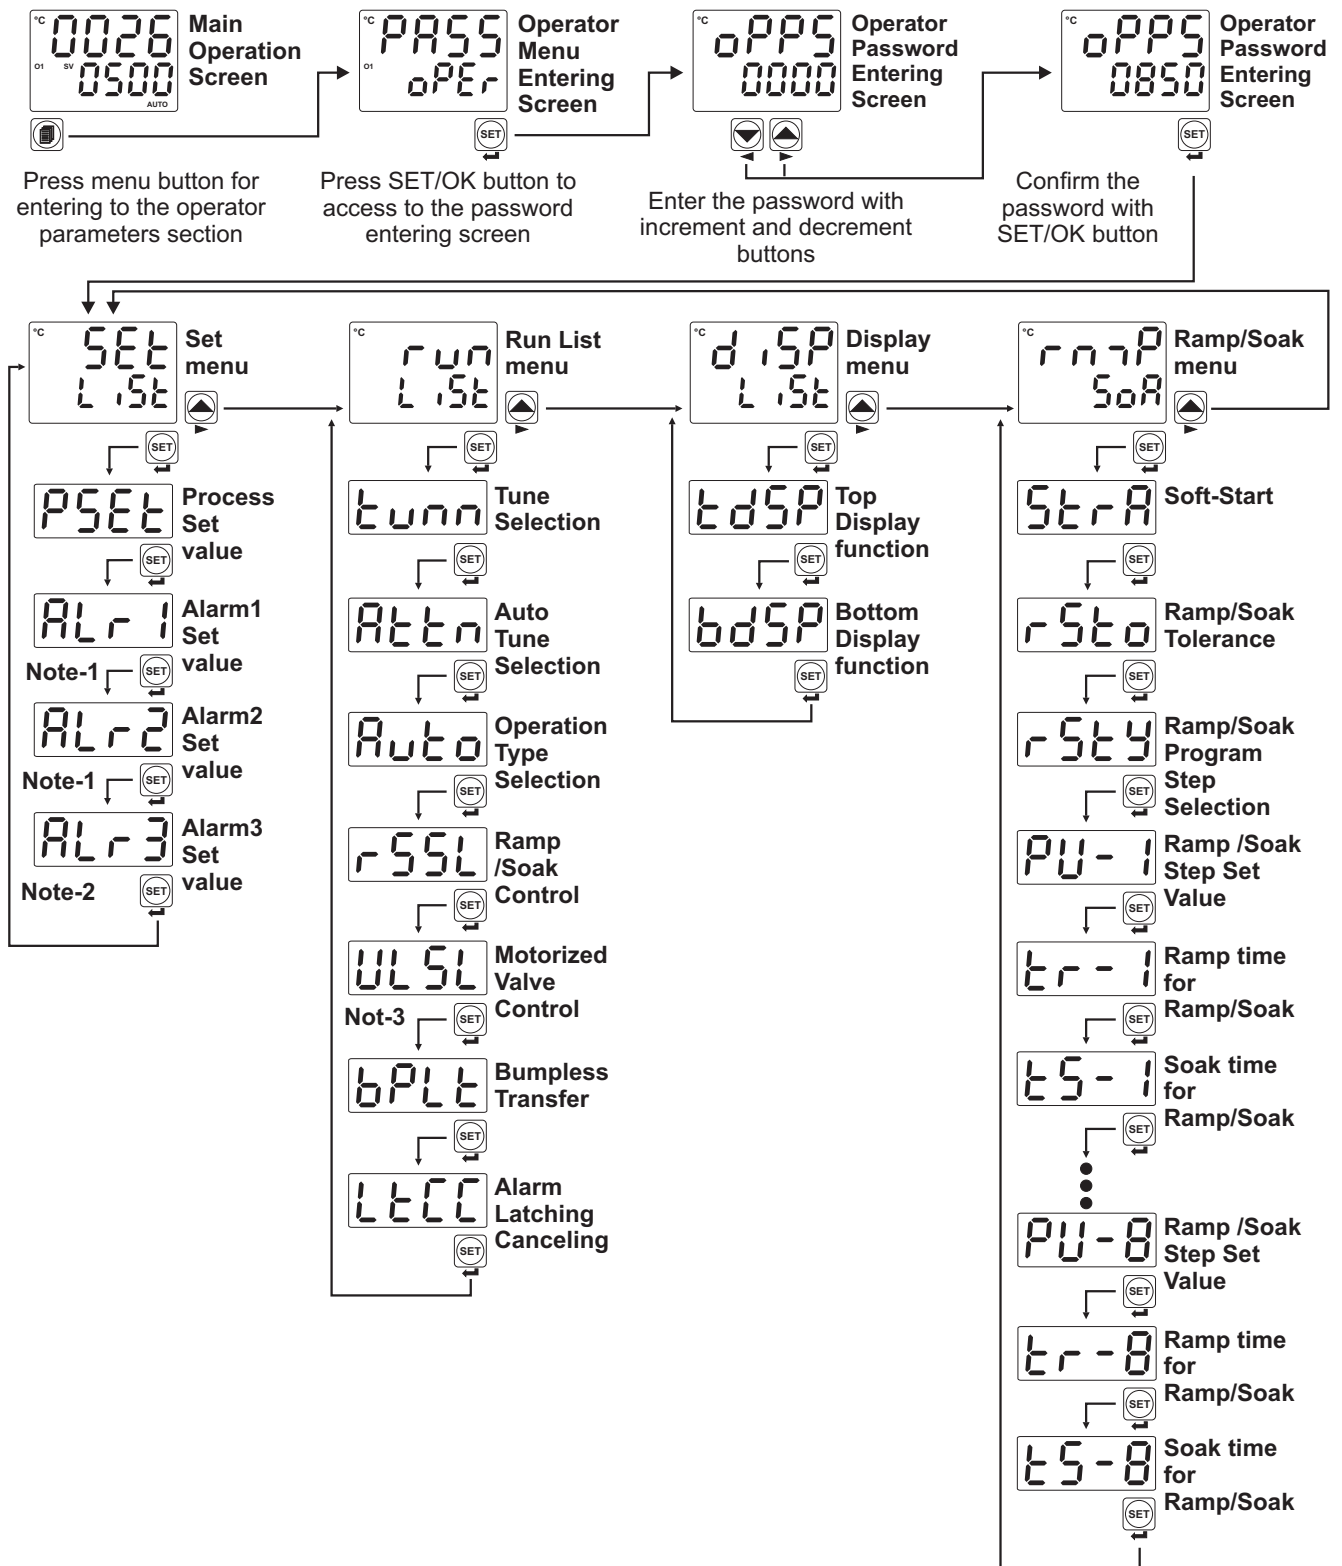 °C 0026
O1 SV 0500
AUTO
Main
Operation
Screen
°C PASS
O1 oPEr
Operator
Menu
Entering
Screen
SET
°C oPPS
0000
Operator
Password
Entering
Screen
°C oPPS
0850
Operator
Password
Entering
Screen
SET
Press menu button for
entering to the operator
parameters section
Press SET/OK button to
access to the password
entering screen
Enter the password with
increment and decrement
buttons
Confirm the
password with
SET/OK button
°C SEt
LiSt
Set
menu
SET
PSEt
Process
Set
value
SET
ALr1
Alarm1
Set
value
Note-1
SET
ALr2
Alarm2
Set
value
Note-1
SET
ALr3
Alarm3
Set
value
Note-2
SET
°C run
LiSt
Run List
menu
SET
tunn
Tune
Selection
SET
Attn
Auto
Tune
Selection
SET
Auto
Operation
Type
Selection
SET
rSSL
Ramp
/Soak
Control
SET
VLSL
Motorized
Valve
Control
Not-3
SET
bPLt
Bumpless
Transfer
SET
LtCC
Alarm
Latching
Canceling
SET
°C diSP
LiSt
Display
menu
SET
tdSP
Top
Display
function
SET
bdSP
Bottom
Display
function
SET
°C rmP
SoA
Ramp/Soak
menu
SET
StrA
Soft-Start
SET
rSto
Ramp/Soak
Tolerance
SET
rStY
Ramp/Soak
Program
Step
Selection
SET
PV-1
Ramp /Soak
Step Set
Value
SET
tr-1
Ramp time
for
Ramp/Soak
SET
tS-1
Soak time
for
Ramp/Soak
SET
PV-8
Ramp /Soak
Step Set
Value
SET
tr-8
Ramp time
for
Ramp/Soak
SET
tS-8
Soak time
for
Ramp/Soak
SET